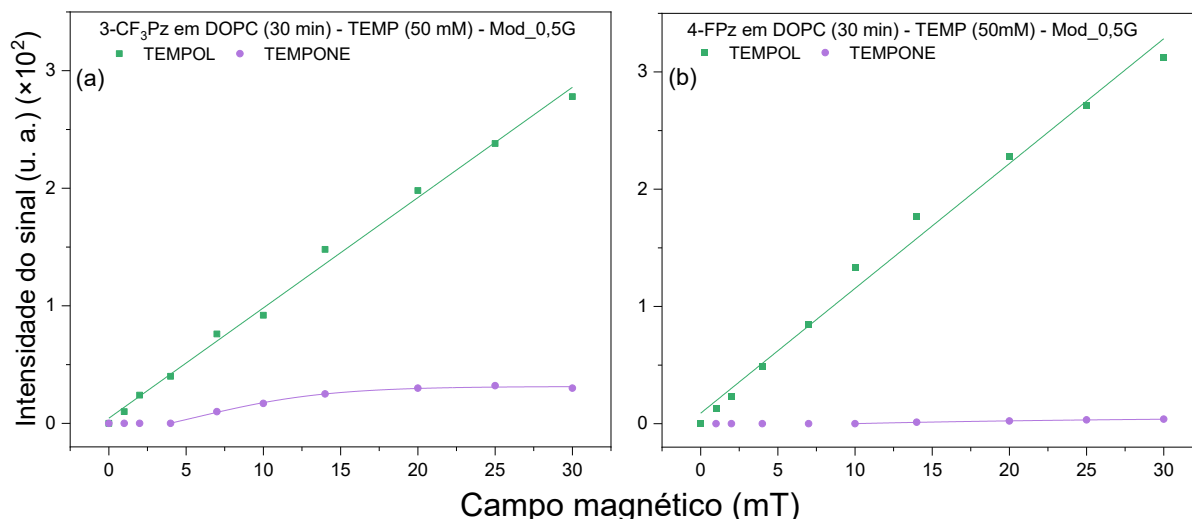 3-CF₃Pz em DOPC (30 min) - TEMP (50 mM) - Mod_0,5G
TEMPOL TEMPONE
(a)
3
2
1
0
0 5 10 15 20 25 30
Intensidade do sinal (u. a.) (×10²)
4-FPz em DOPC (30 min) - TEMP (50mM) - Mod_0,5G
TEMPOL TEMPONE
(b)
3
2
1
0
0 5 10 15 20 25 30
Campo magnético (mT)